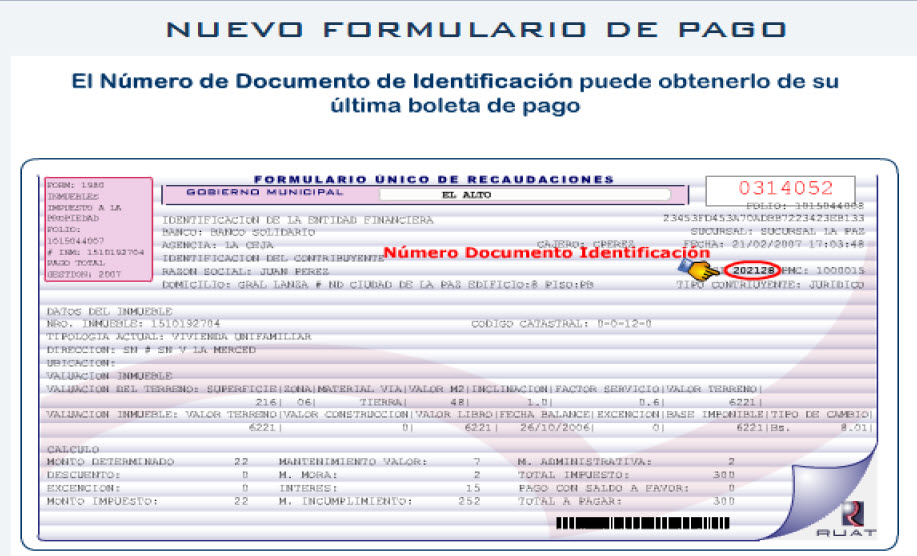 NUEVO FORMULARIO DE PAGO
El Número de Documento de Identificación puede obtenerlo de su
última boleta de pago
FORM: 1980
INMUEBLES
IMPUESTO A LA
PROPIEDAD
FOLIO:
1015044007
# INM: 1510192704
PAGO TOTAL
GESTION: 2007
FORMULARIO ÚNICO DE RECAUDACIONES
GOBIERNO MUNICIPAL EL ALTO
0314052
FOLIO: 1015044008
IDENTIFICACION DE LA ENTIDAD FINANCIERA 23453FD453A70ADBB7223423EB133
BANCO: BANCO SOLIDARIO SUCURSAL: SUCURSAL LA PAZ
AGENCIA: LA CEJA CAJERO: CPEREZ FECHA: 21/02/2007 17:03:48
IDENTIFICACION DEL CONTRIBUYENTE Número Documento Identificación
RAZON SOCIAL: JUAN PEREZ 202128 PMC: 1000015
DOMICILIO: GRAL LANZA # ND CIUDAD DE LA PAZ EDIFICIO:8 PISO:PB TIPO CONTRIUYENTE: JURIDICO
DATOS DEL INMUEBLE
NRO. INMUEBLE: 1510192704 CODIGO CATASTRAL: 0-0-12-0
TIPOLOGIA ACTUAL: VIVIENDA UNIFAMILIAR
DIRECCION: SN # SN V LA MERCED
UBICACION:
VALUACION INMUEBLE
VALUACION DEL TERRENO: SUPERFICIE|ZONA|MATERIAL VIA|VALOR M2|INCLINACION|FACTOR SERVICIO|VALOR TERRENO|
216| 06| TIERRA| 48| 1.0| 0.6| 6221|
VALUACION INMUEBLE: VALOR TERRENO|VALOR CONSTRUCCION|VALOR LIBRO|FECHA BALANCE|EXCENCION|BASE IMPONIBLE|TIPO DE CAMBIO|
6221| 0| 6221| 26/10/2006| 0| 6221|Bs. 8.01|
CALCULO
MONTO DETERMINADO 22 MANTENIMIENTO VALOR: 7 M. ADMINISTRATIVA: 2
DESCUENTO: 0 M. MORA: 2 TOTAL IMPUESTO: 300
EXCENCION: 0 INTERES: 15 PAGO CON SALDO A FAVOR: 0
MONTO IMPUESTO: 22 M. INCUMPLIMIENTO: 252 TOTAL A PAGAR: 300
RUAT